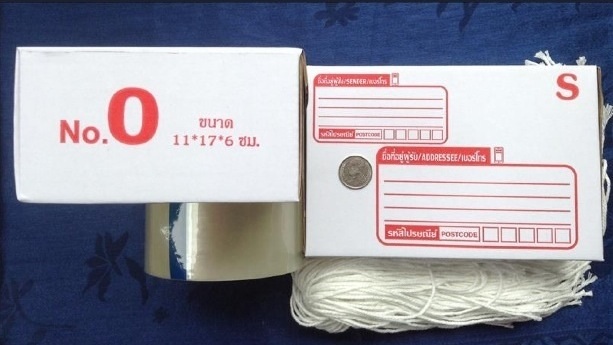 No.0
ขนาด
11*17*6 ซม.
S
ชื่อที่อยู่ผู้ส่ง/SENDER/เบอร์โทร
รหัสไปรษณีย์ POSTCODE
ชื่อที่อยู่ผู้รับ/ADDRESSEE/เบอร์โทร
รหัสไปรษณีย์ POSTCODE